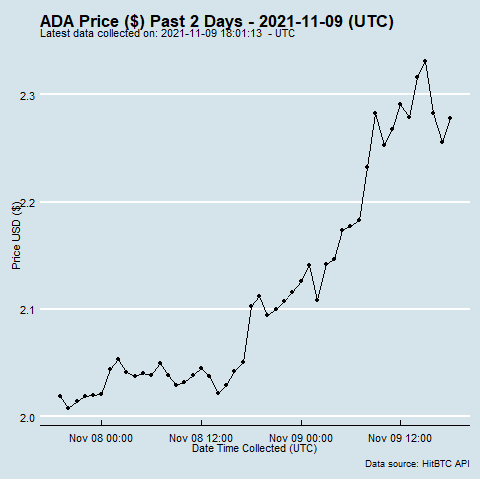 ADA Price ($) Past 2 Days - 2021-11-09 (UTC)
Latest data collected on: 2021-11-09 18:01:13  - UTC
2.3
2.2
2.1
2.0
Price USD ($)
Nov 08 00:00
Nov 08 12:00
Nov 09 00:00
Nov 09 12:00
Date Time Collected (UTC)
Data source: HitBTC API